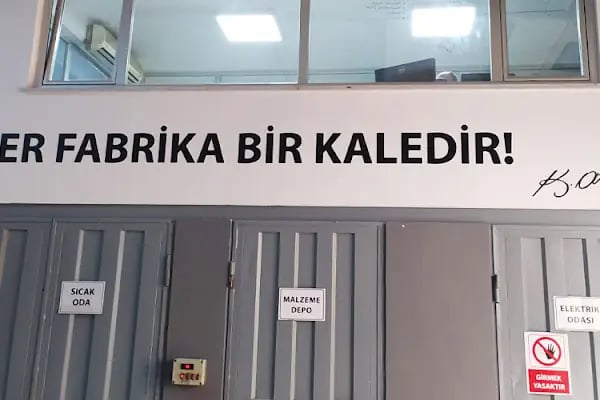 ER FABRİKA BİR KALEDİR!
SICAK
ODA
MALZEME
DEPO
ELEKTRİK
ODASI
GİRMEK
YASAKTIR